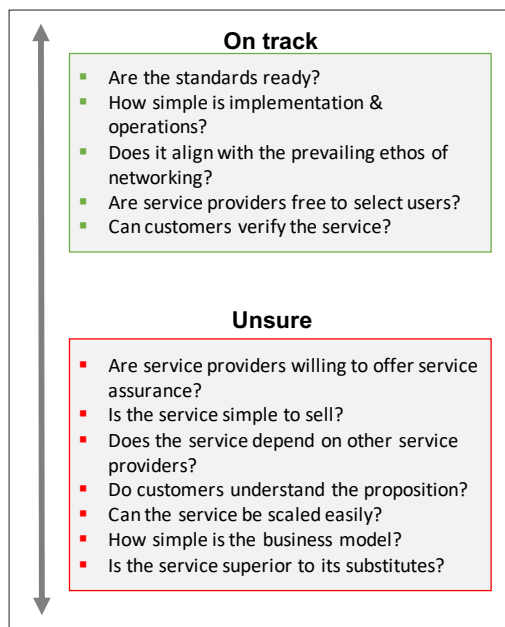 On track
▪ Are the standards ready?
▪ How simple is implementation &
operations?
▪ Does it align with the prevailing ethos of
networking?
▪ Are service providers free to select users?
▪ Can customers verify the service?
Unsure
▪ Are service providers willing to offer service
assurance?
▪ Is the service simple to sell?
▪ Does the service depend on other service
providers?
▪ Do customers understand the proposition?
▪ Can the service be scaled easily?
▪ How simple is the business model?
▪ Is the service superior to its substitutes?